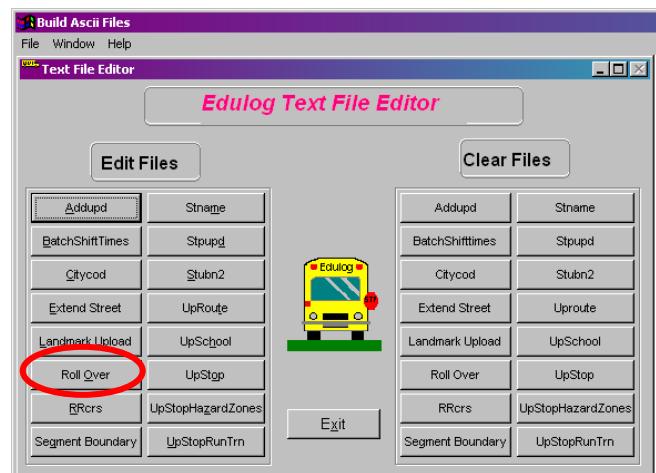 Build Ascii Files
File Window Help
Text File Editor
Edulog Text File Editor
Edit Files
Clear Files
Addupd Stname
BatchShiftTimes Stpupd
Citycod Stubn2
Extend Street UpRoute
Landmark Upload UpSchool
Roll Over UpStop
RRcrs UpStopHazardZones
Segment Boundary UpStopRunTrn
Edulog
STP
Exit
Addupd Stname
BatchShifttimes Stpupd
Citycod Stubn2
Extend Street Uproute
Landmark Upload UpSchool
Roll Over UpStop
RRcrs UpStopHazardZones
Segment Boundary UpStopRunTrn